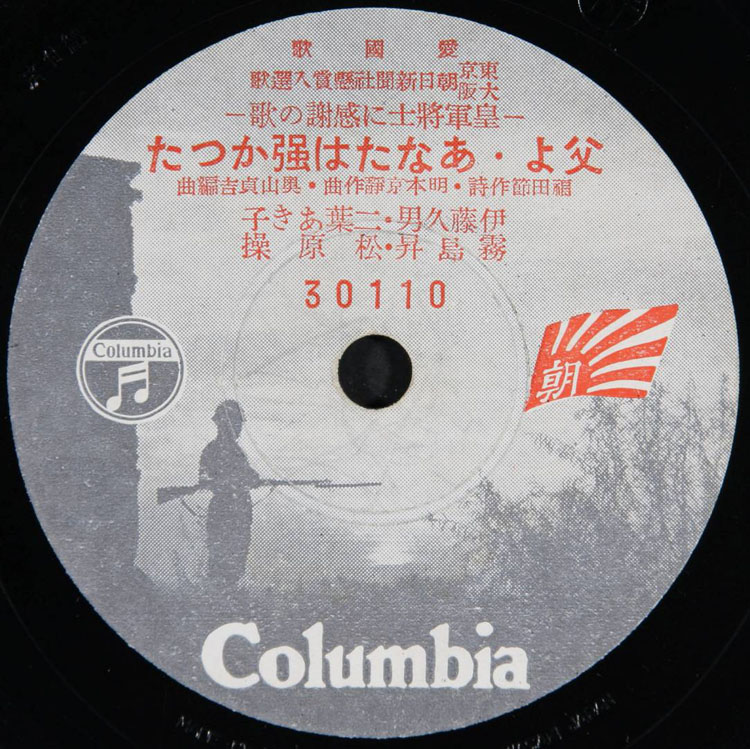 愛國歌
東京大阪朝日新聞社懸賞入選歌
―皇軍將士に感謝の歌―
父よ・あなたは强かつた
福田節作詩・明本京靜作曲・奥山貞吉編曲
伊藤久男・二葉あき子
霧島昇・松原操
30110
Columbia
朝
Columbia